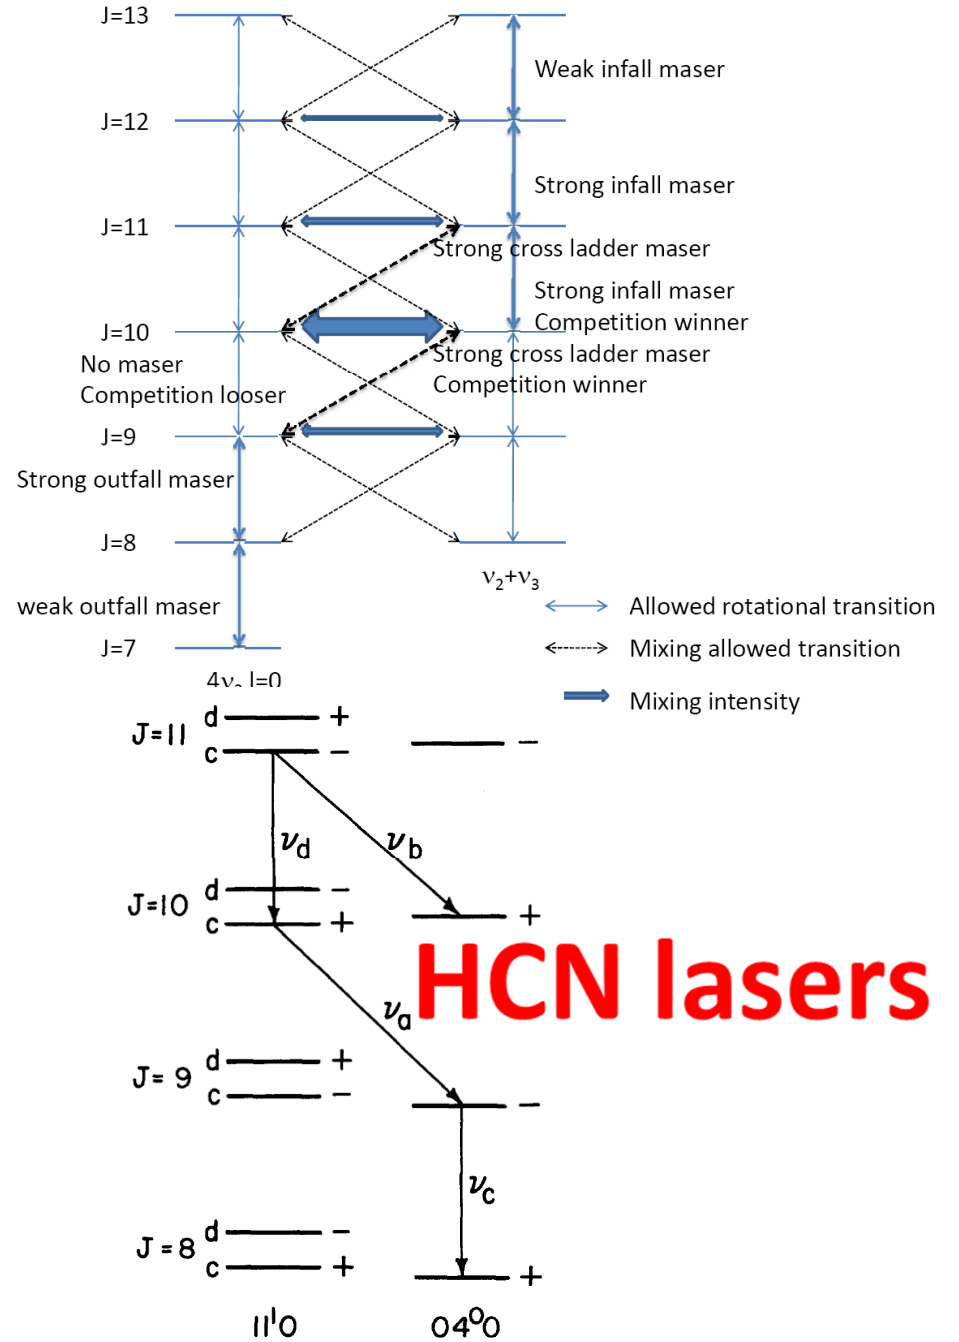 J=13
Weak infall maser
J=12
Strong infall maser
J=11
Strong cross ladder maser
Strong infall maser
J=10
Competition winner
No maser
Strong cross ladder maser
Competition looser
Competition winner
J=9
Strong outfall maser
J=8
ν₂+ν₃
weak outfall maser
Allowed rotational transition
J=7
Mixing allowed transition
4ν₂ l=0
Mixing intensity
d +
J=11
c − −
νd νb
d −
J=10
c + +
HCN lasers
νa
d +
J=9
c − −
νc
d −
J=8
c + +
11¹0 04⁰0